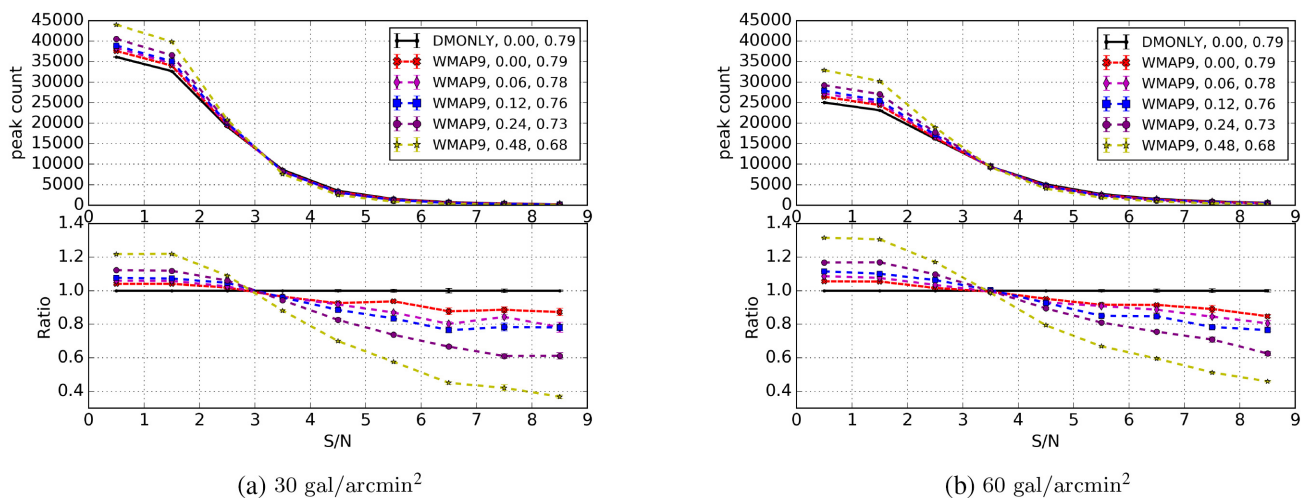 45000
40000
35000
30000
25000
20000
15000
10000
5000
0
peak count
DMONLY, 0.00, 0.79
WMAP9, 0.00, 0.79
WMAP9, 0.06, 0.78
WMAP9, 0.12, 0.76
WMAP9, 0.24, 0.73
WMAP9, 0.48, 0.68
0 1 2 3 4 5 6 7 8 9
1.4
1.2
1.0
0.8
0.6
0.4
Ratio
0 1 2 3 4 5 6 7 8 9
S/N
(a) 30 gal/arcmin²
45000
40000
35000
30000
25000
20000
15000
10000
5000
0
peak count
DMONLY, 0.00, 0.79
WMAP9, 0.00, 0.79
WMAP9, 0.06, 0.78
WMAP9, 0.12, 0.76
WMAP9, 0.24, 0.73
WMAP9, 0.48, 0.68
0 1 2 3 4 5 6 7 8 9
1.4
1.2
1.0
0.8
0.6
0.4
Ratio
0 1 2 3 4 5 6 7 8 9
S/N
(b) 60 gal/arcmin²